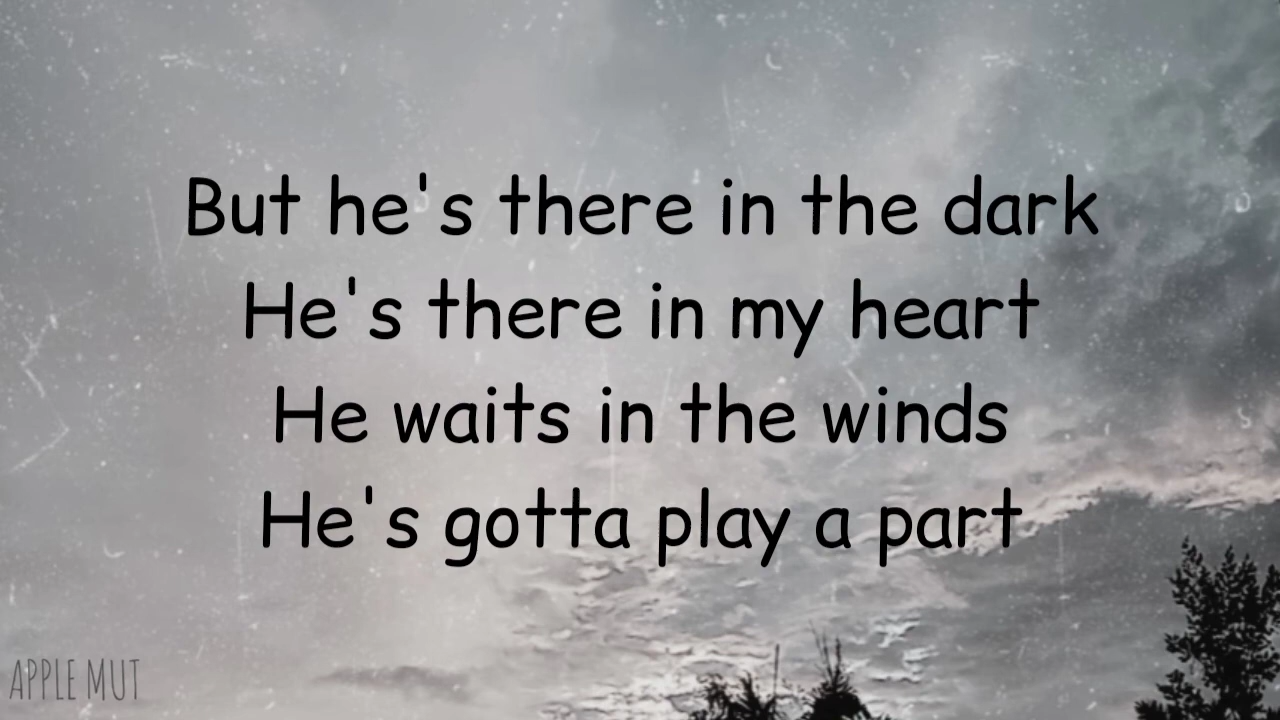 But he's there in the dark
He's there in my heart
He waits in the winds
He's gotta play a part
APPLE MUT